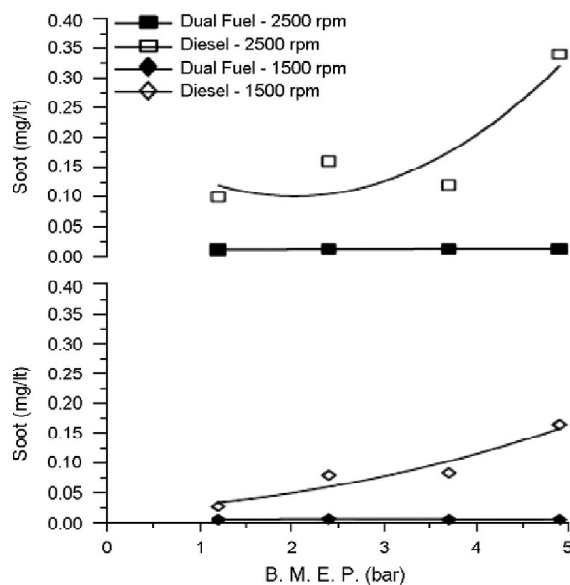 Dual Fuel - 2500 rpm
Diesel - 2500 rpm
Dual Fuel - 1500 rpm
Diesel - 1500 rpm
Soot (mg/lt)
0.40
0.35
0.30
0.25
0.20
0.15
0.10
0.05
0.00
Soot (mg/lt)
0.40
0.35
0.30
0.25
0.20
0.15
0.10
0.05
0.00
0 1 2 3 4 5
B. M. E. P. (bar)